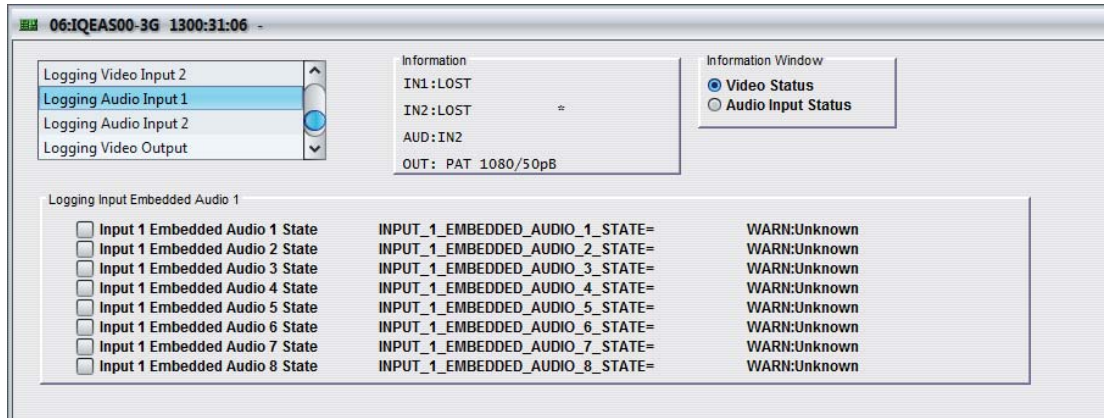 06:IQEAS00-3G 1300:31:06 -
Logging Video Input 2
Logging Audio Input 1
Logging Audio Input 2
Logging Video Output
Information
IN1:LOST
IN2:LOST *
AUD:IN2
OUT: PAT 1080/50pB
Information Window
Video Status
Audio Input Status
Logging Input Embedded Audio 1
Input 1 Embedded Audio 1 State INPUT_1_EMBEDDED_AUDIO_1_STATE= WARN:Unknown
Input 1 Embedded Audio 2 State INPUT_1_EMBEDDED_AUDIO_2_STATE= WARN:Unknown
Input 1 Embedded Audio 3 State INPUT_1_EMBEDDED_AUDIO_3_STATE= WARN:Unknown
Input 1 Embedded Audio 4 State INPUT_1_EMBEDDED_AUDIO_4_STATE= WARN:Unknown
Input 1 Embedded Audio 5 State INPUT_1_EMBEDDED_AUDIO_5_STATE= WARN:Unknown
Input 1 Embedded Audio 6 State INPUT_1_EMBEDDED_AUDIO_6_STATE= WARN:Unknown
Input 1 Embedded Audio 7 State INPUT_1_EMBEDDED_AUDIO_7_STATE= WARN:Unknown
Input 1 Embedded Audio 8 State INPUT_1_EMBEDDED_AUDIO_8_STATE= WARN:Unknown